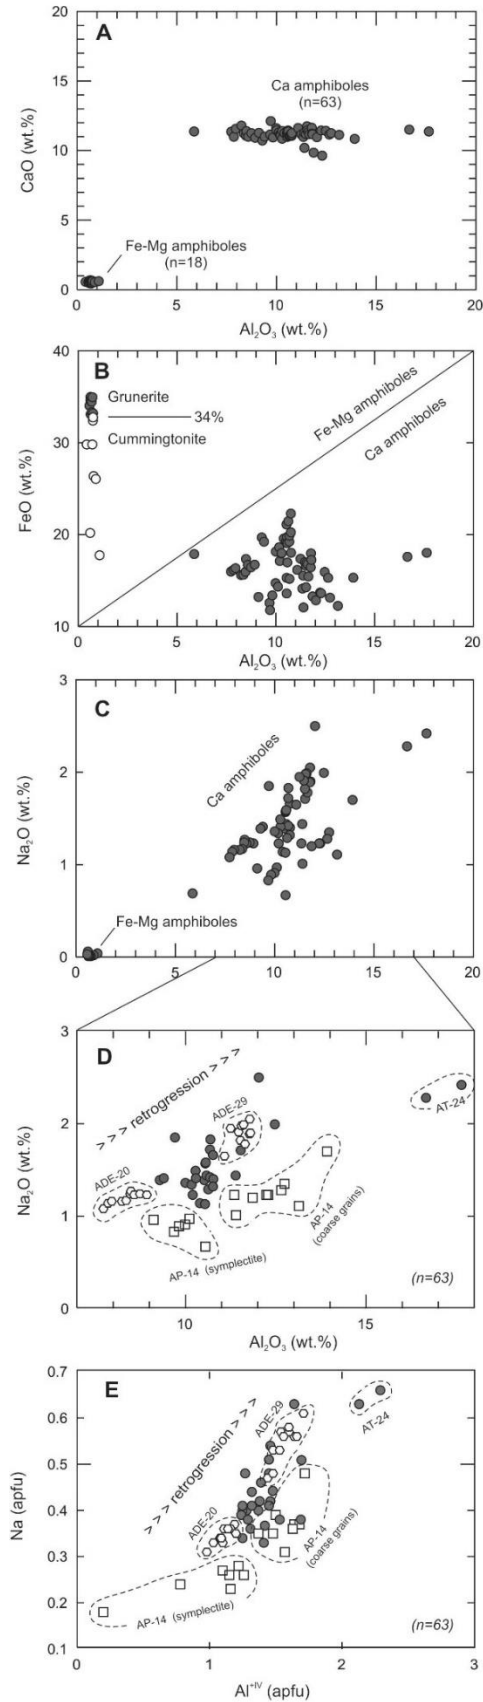 20
A
Ca amphiboles
(n=63)
15
CaO (wt.%)
10
5
Fe-Mg amphiboles
(n=18)
0
0 5 10 15 20
Al₂O₃ (wt.%)
40
B
Grunerite
34%
Cummingtonite
Fe-Mg amphiboles
Ca amphiboles
30
FeO (wt.%)
20
10
0 5 10 15 20
Al₂O₃ (wt.%)
3
C
Ca amphiboles
2
Na₂O (wt.%)
1
Fe-Mg amphiboles
0
0 5 10 15 20
3
D
> > > retrogression > > >
ADE-29
AT-24
2
Na₂O (wt.%)
ADE-20
AP-14
(coarse grains)
1
AP-14 (symplectite)
(n=63)
0
10 15
Al₂O₃ (wt.%)
0.7
E
0.6
ADE-29
AT-24
> > > retrogression > > >
0.5
Na (apfu)
ADE-20
0.4
AP-14
(coarse grains)
0.3
0.2
AP-14 (symplectite)
(n=63)
0.1
0 1 2 3
Al⁺ᴵⱽ (apfu)